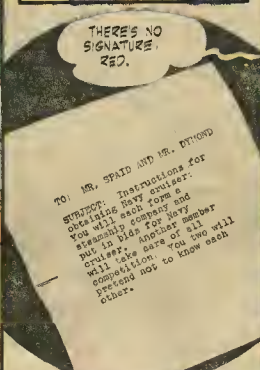 THERE'S NO
SIGNATURE,
RED.
TO: MR. SPAID AND MR. DYMOND
SUBJECT: Instructions for
obtaining Navy cruiser:
You will each form a
steamship company and
put in bids for Navy
cruiser. Another member
will take care of all
competition. You two will
pretend not to know each
other.